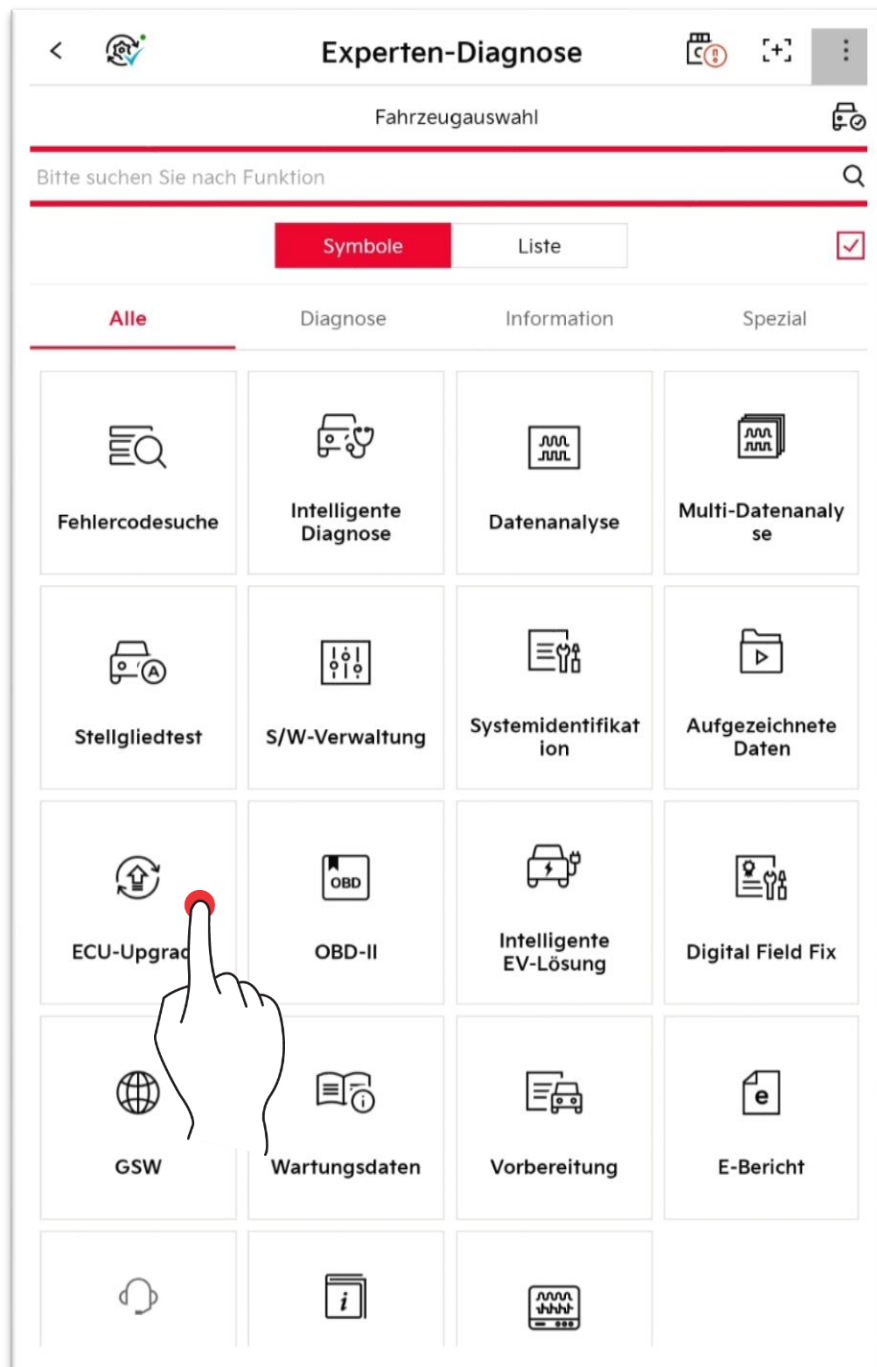 Experten-Diagnose
Fahrzeugauswahl
Bitte suchen Sie nach Funktion
Symbole
Liste
Alle
Diagnose
Information
Spezial
Fehlercodesuche
Intelligente
Diagnose
Datenanalyse
Multi-Datenanaly
se
Stellgliedtest
S/W-Verwaltung
Systemidentifikat
ion
Aufgezeichnete
Daten
ECU-Upgrad
OBD
OBD-II
Intelligente
EV-Lösung
Digital Field Fix
GSW
Wartungsdaten
Vorbereitung
e
E-Bericht
i